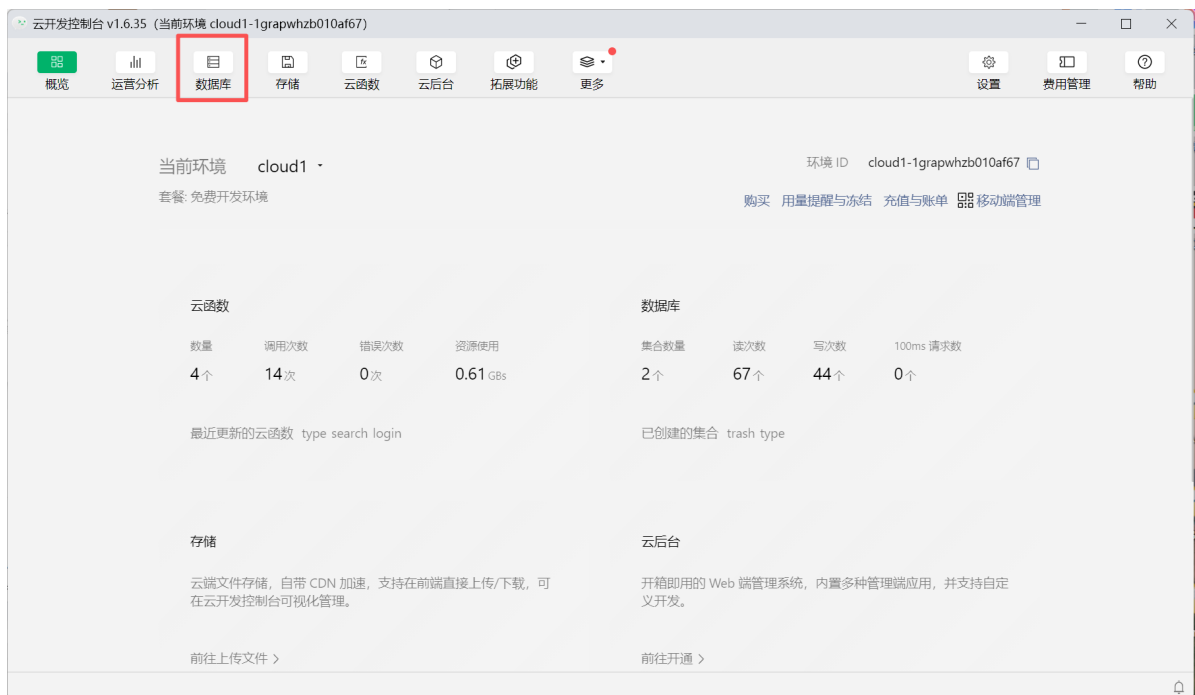 云开发控制台 v1.6.35（当前环境 cloud1-1grapwhzb010af67）
概览 运营分析 数据库 存储 云函数 云后台 拓展功能 更多 设置 费用管理 帮助
当前环境 cloud1 环境 ID cloud1-1grapwhzb010af67
套餐: 免费开发环境 购买 用量提醒与冻结 充值与账单 移动端管理
云函数 数据库
数量 调用次数 错误次数 资源使用 集合数量 读次数 写次数 100ms 请求数
4个 14次 0次 0.61 GBs 2个 67个 44个 0个
最近更新的云函数 type search login 已创建的集合 trash type
存储 云后台
云端文件存储，自带 CDN 加速，支持在前端直接上传/下载，可 开箱即用的 Web 端管理系统，内置多种管理端应用，并支持自定
在云开发控制台可视化管理。 义开发。
前往上传文件 前往开通